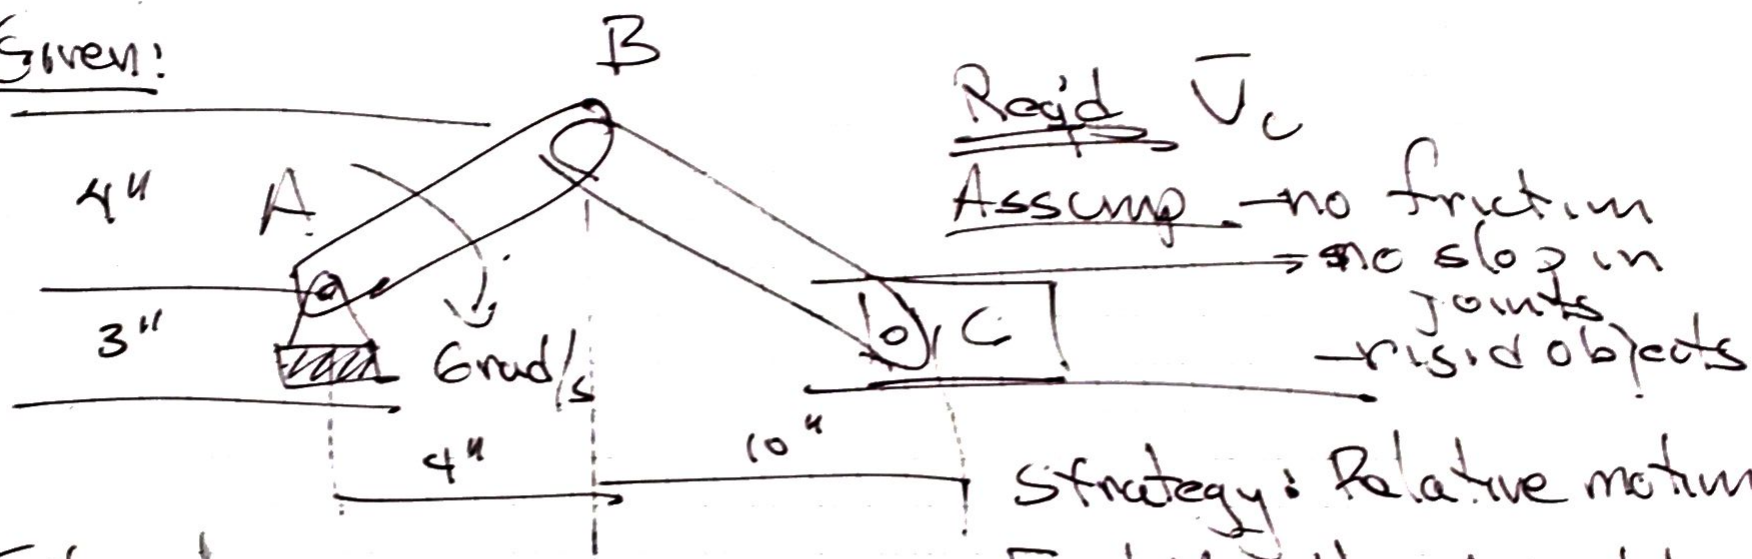 Given:
B
Req'd V̄c
4"
A
Assump -no friction
-no slop in
joints
3"
6rad/s
C
-rigid objects
4"
10"
Strategy: Relative motion